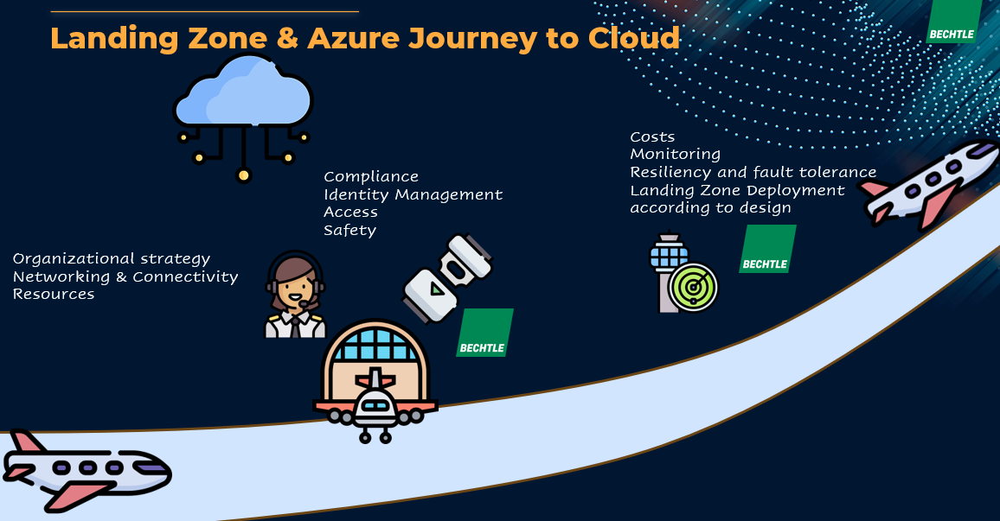 Landing Zone & Azure Journey to Cloud
BECHTLE
Costs
Monitoring
Resiliency and fault tolerance
Landing Zone Deployment
according to design
Compliance
Identity Management
Access
Safety
Organizational strategy
Networking & Connectivity
Resources
BECHTLE
BECHTLE